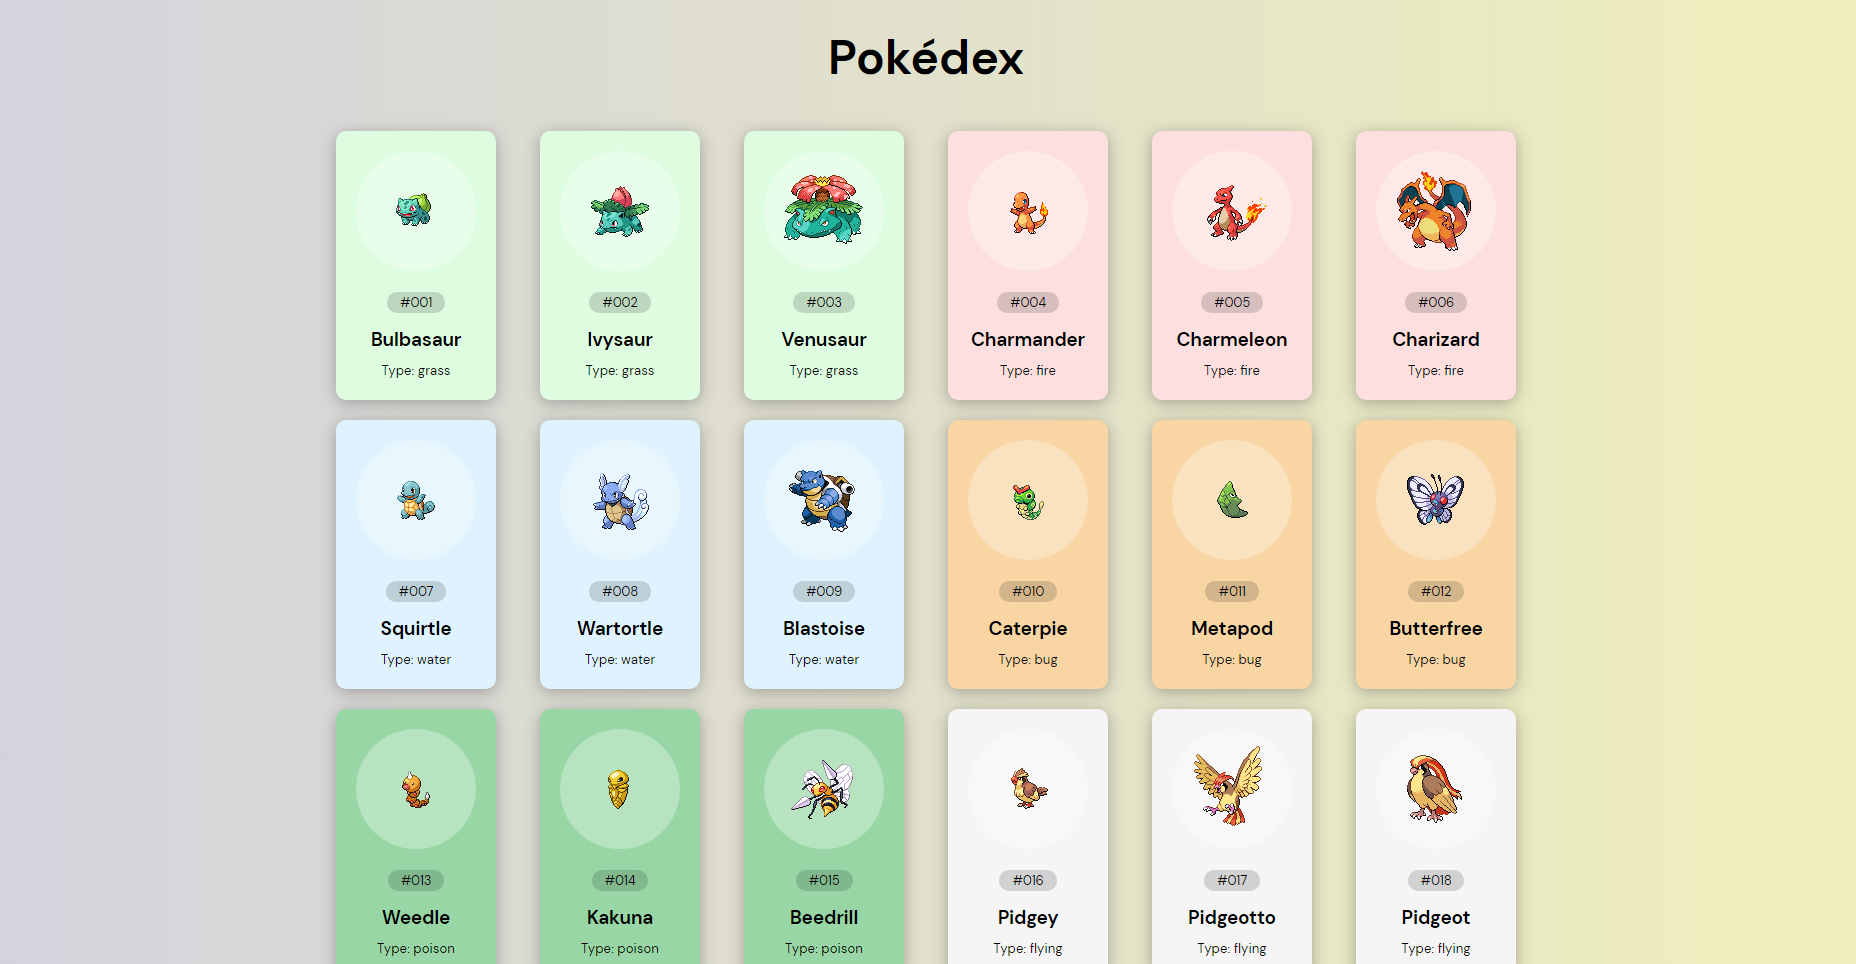 Pokédex
#001
#002
#003
#004
#005
#006
Bulbasaur
Ivysaur
Venusaur
Charmander
Charmeleon
Charizard
Type: grass
Type: grass
Type: grass
Type: fire
Type: fire
Type: fire
#007
#008
#009
#010
#011
#012
Squirtle
Wartortle
Blastoise
Caterpie
Metapod
Butterfree
Type: water
Type: water
Type: water
Type: bug
Type: bug
Type: bug
#013
#014
#015
#016
#017
#018
Weedle
Kakuna
Beedrill
Pidgey
Pidgeotto
Pidgeot
Type: poison
Type: poison
Type: poison
Type: flying
Type: flying
Type: flying